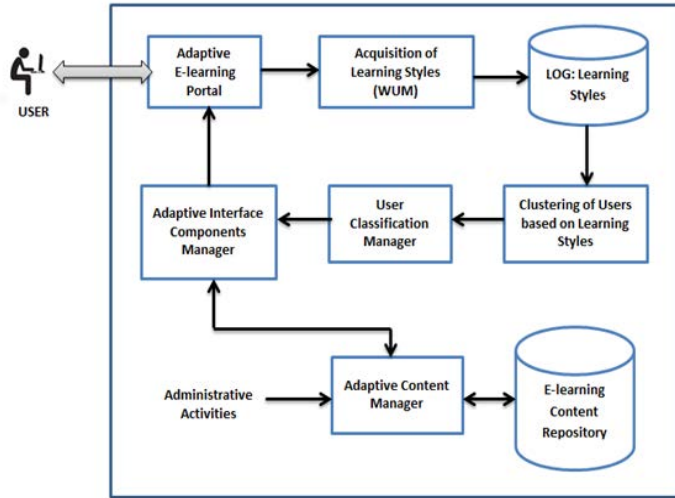 Adaptive
E-learning
Portal
Acquisition of
Learning Styles
(WUM)
LOG: Learning
Styles
USER
Adaptive Interface
Components
Manager
User
Classification
Manager
Clustering of Users
based on Learning
Styles
Administrative
Activities
Adaptive Content
Manager
E-learning
Content
Repository